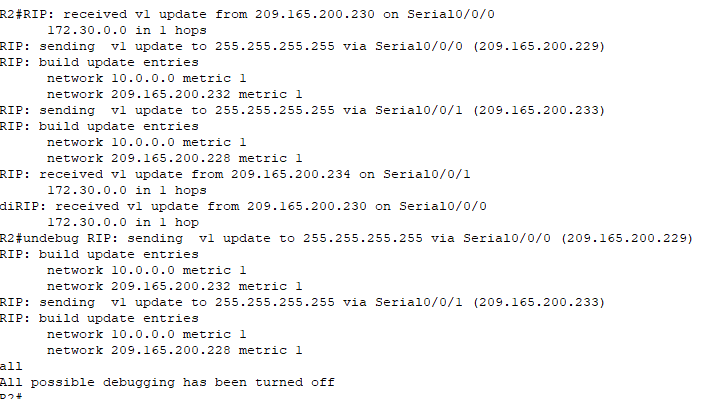 R2#RIP: received v1 update from 209.165.200.230 on Serial0/0/0
      172.30.0.0 in 1 hops
RIP: sending  v1 update to 255.255.255.255 via Serial0/0/0 (209.165.200.229)
RIP: build update entries
      network 10.0.0.0 metric 1
      network 209.165.200.232 metric 1
RIP: sending  v1 update to 255.255.255.255 via Serial0/0/1 (209.165.200.233)
RIP: build update entries
      network 10.0.0.0 metric 1
      network 209.165.200.228 metric 1
RIP: received v1 update from 209.165.200.234 on Serial0/0/1
      172.30.0.0 in 1 hops
diRIP: received v1 update from 209.165.200.230 on Serial0/0/0
      172.30.0.0 in 1 hop
R2#undebug RIP: sending  v1 update to 255.255.255.255 via Serial0/0/0 (209.165.200.229)
RIP: build update entries
      network 10.0.0.0 metric 1
      network 209.165.200.232 metric 1
RIP: sending  v1 update to 255.255.255.255 via Serial0/0/1 (209.165.200.233)
RIP: build update entries
      network 10.0.0.0 metric 1
      network 209.165.200.228 metric 1
all
All possible debugging has been turned off
R2#